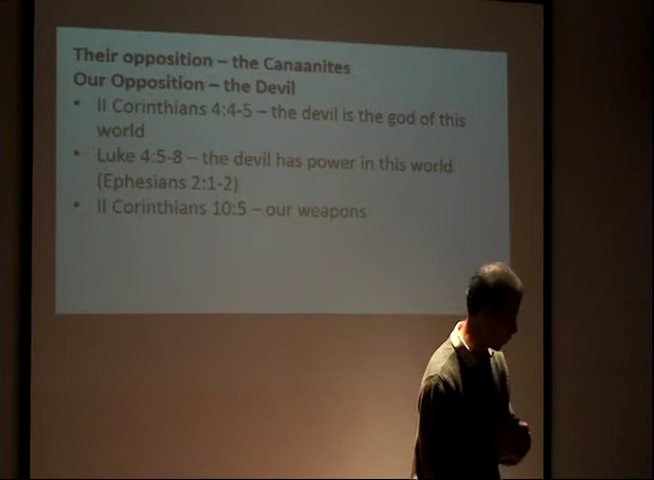 Their opposition – the Canaanites
Our Opposition – the Devil
• II Corinthians 4:4-5 – the devil is the god of this
world
• Luke 4:5-8 – the devil has power in this world
(Ephesians 2:1-2)
• II Corinthians 10:5 – our weapons